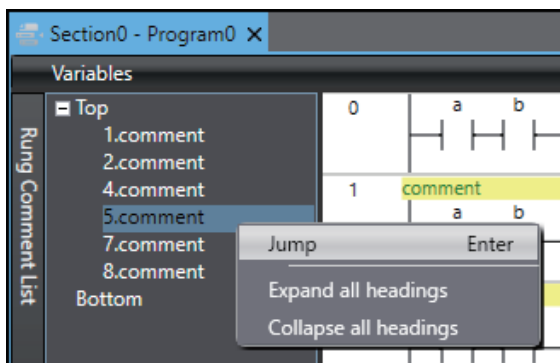 Section0 - Program0 ×
Variables
Rung Comment List
Top
1.comment
2.comment
4.comment
5.comment
7.comment
8.comment
Bottom
0
a b
1
comment
a b
Jump Enter
Expand all headings
Collapse all headings